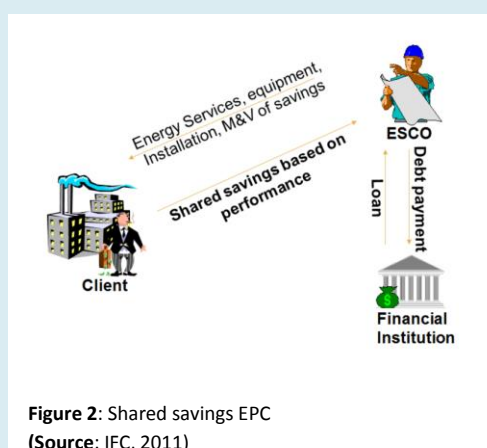 Energy Services, equipment,
Installation, M&V of savings
Shared savings based on
performance
ESCO
Debt payment
Loan
Client
$
Financial
Institution
Figure 2: Shared savings EPC
(Source: IFC, 2011)